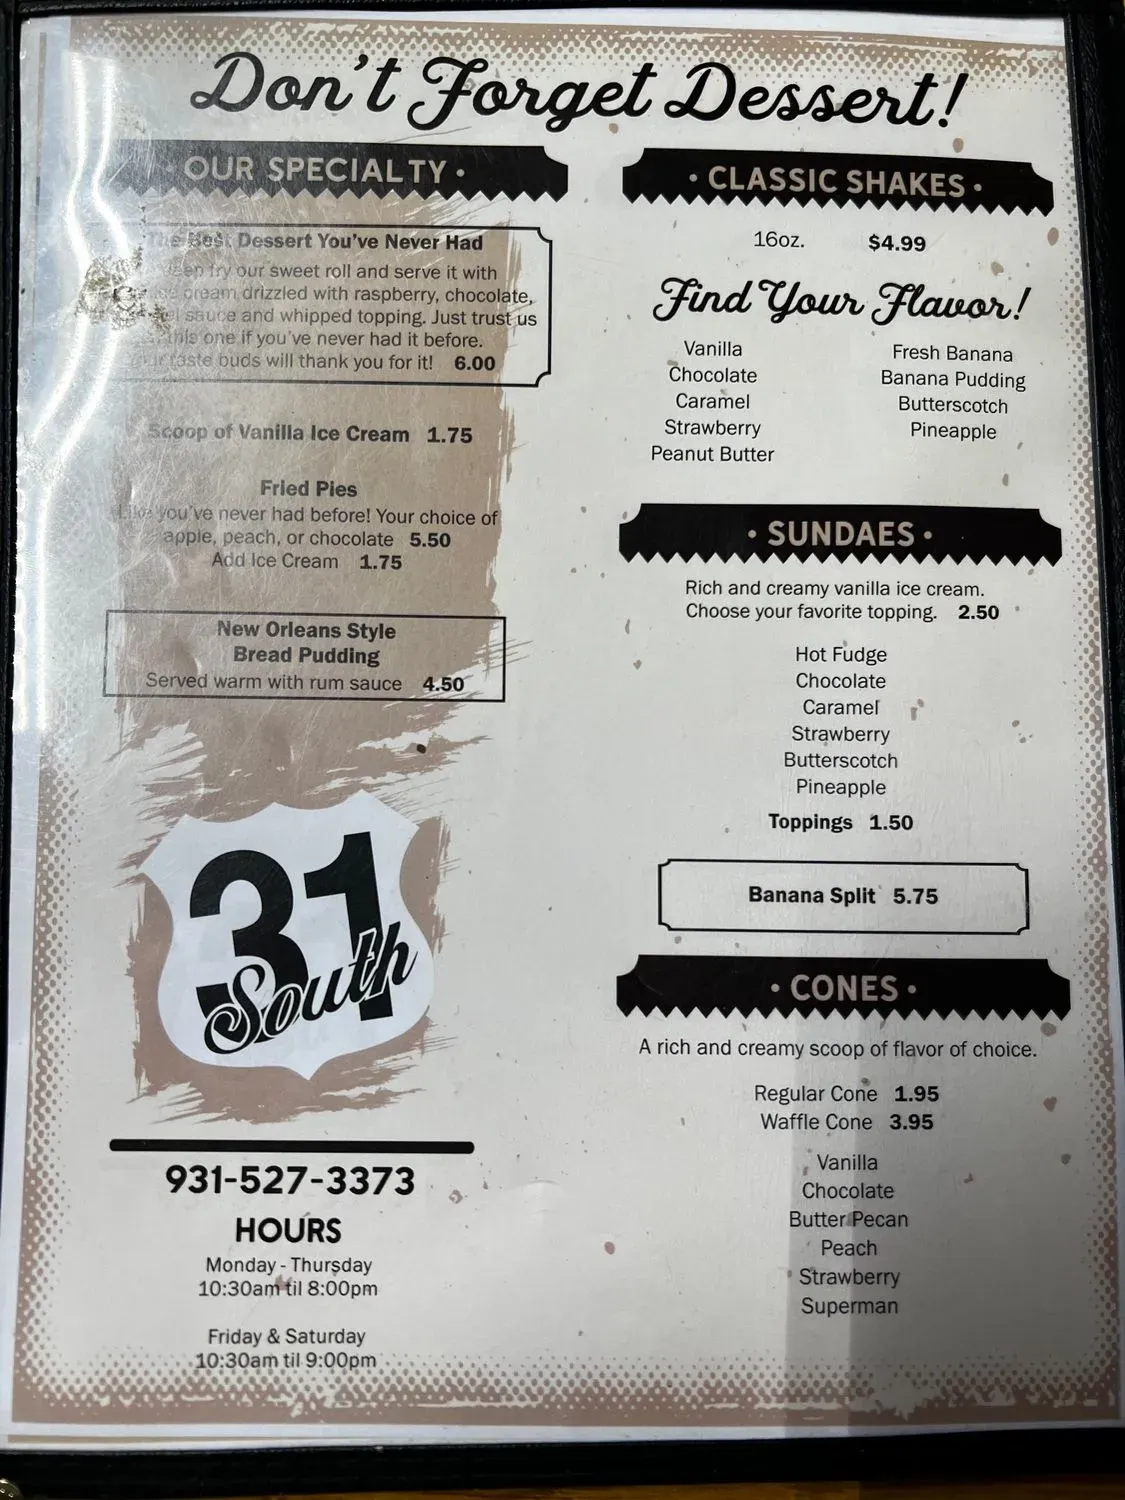 Don't Forget Dessert!
· OUR SPECIALTY ·
The Best Dessert You've Never Had
our sweet roll and serve it with
cream drizzled with raspberry, chocolate,
sauce and whipped topping. Just trust us
this one if you've never had it before.
taste buds will thank you for it! 6.00
Scoop of Vanilla Ice Cream 1.75
Fried Pies
Like you've never had before! Your choice of
apple, peach, or chocolate 5.50
Add Ice Cream 1.75
New Orleans Style
Bread Pudding
Served warm with rum sauce 4.50
31
South
931-527-3373
HOURS
Monday - Thursday
10:30am til 8:00pm
Friday & Saturday
10:30am til 9:00pm
· CLASSIC SHAKES ·
16oz. $4.99
Find Your Flavor!
Vanilla
Chocolate
Caramel
Strawberry
Peanut Butter
Fresh Banana
Banana Pudding
Butterscotch
Pineapple
· SUNDAES ·
Rich and creamy vanilla ice cream.
Choose your favorite topping. 2.50
Hot Fudge
Chocolate
Caramel
Strawberry
Butterscotch
Pineapple
Toppings 1.50
Banana Split 5.75
· CONES ·
A rich and creamy scoop of flavor of choice.
Regular Cone 1.95
Waffle Cone 3.95
Vanilla
Chocolate
Butter Pecan
Peach
Strawberry
Superman